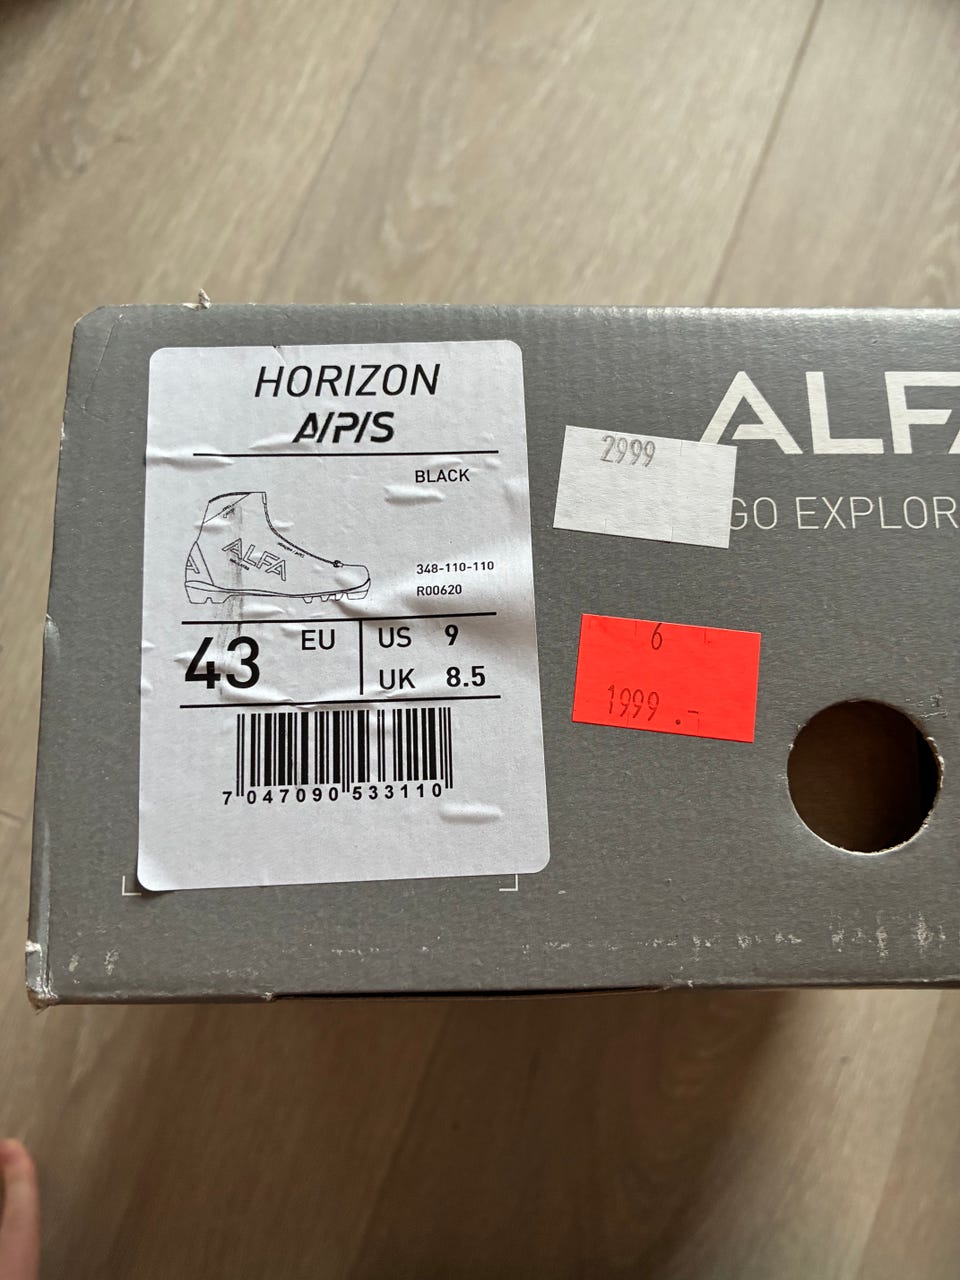 HORIZON
A/P/S
BLACK
ALFA
348-110-110
R00620
43 EU
US 9
UK 8.5
7 047090 533110
ALFA
GO EXPLOR
2999
6
1999.-